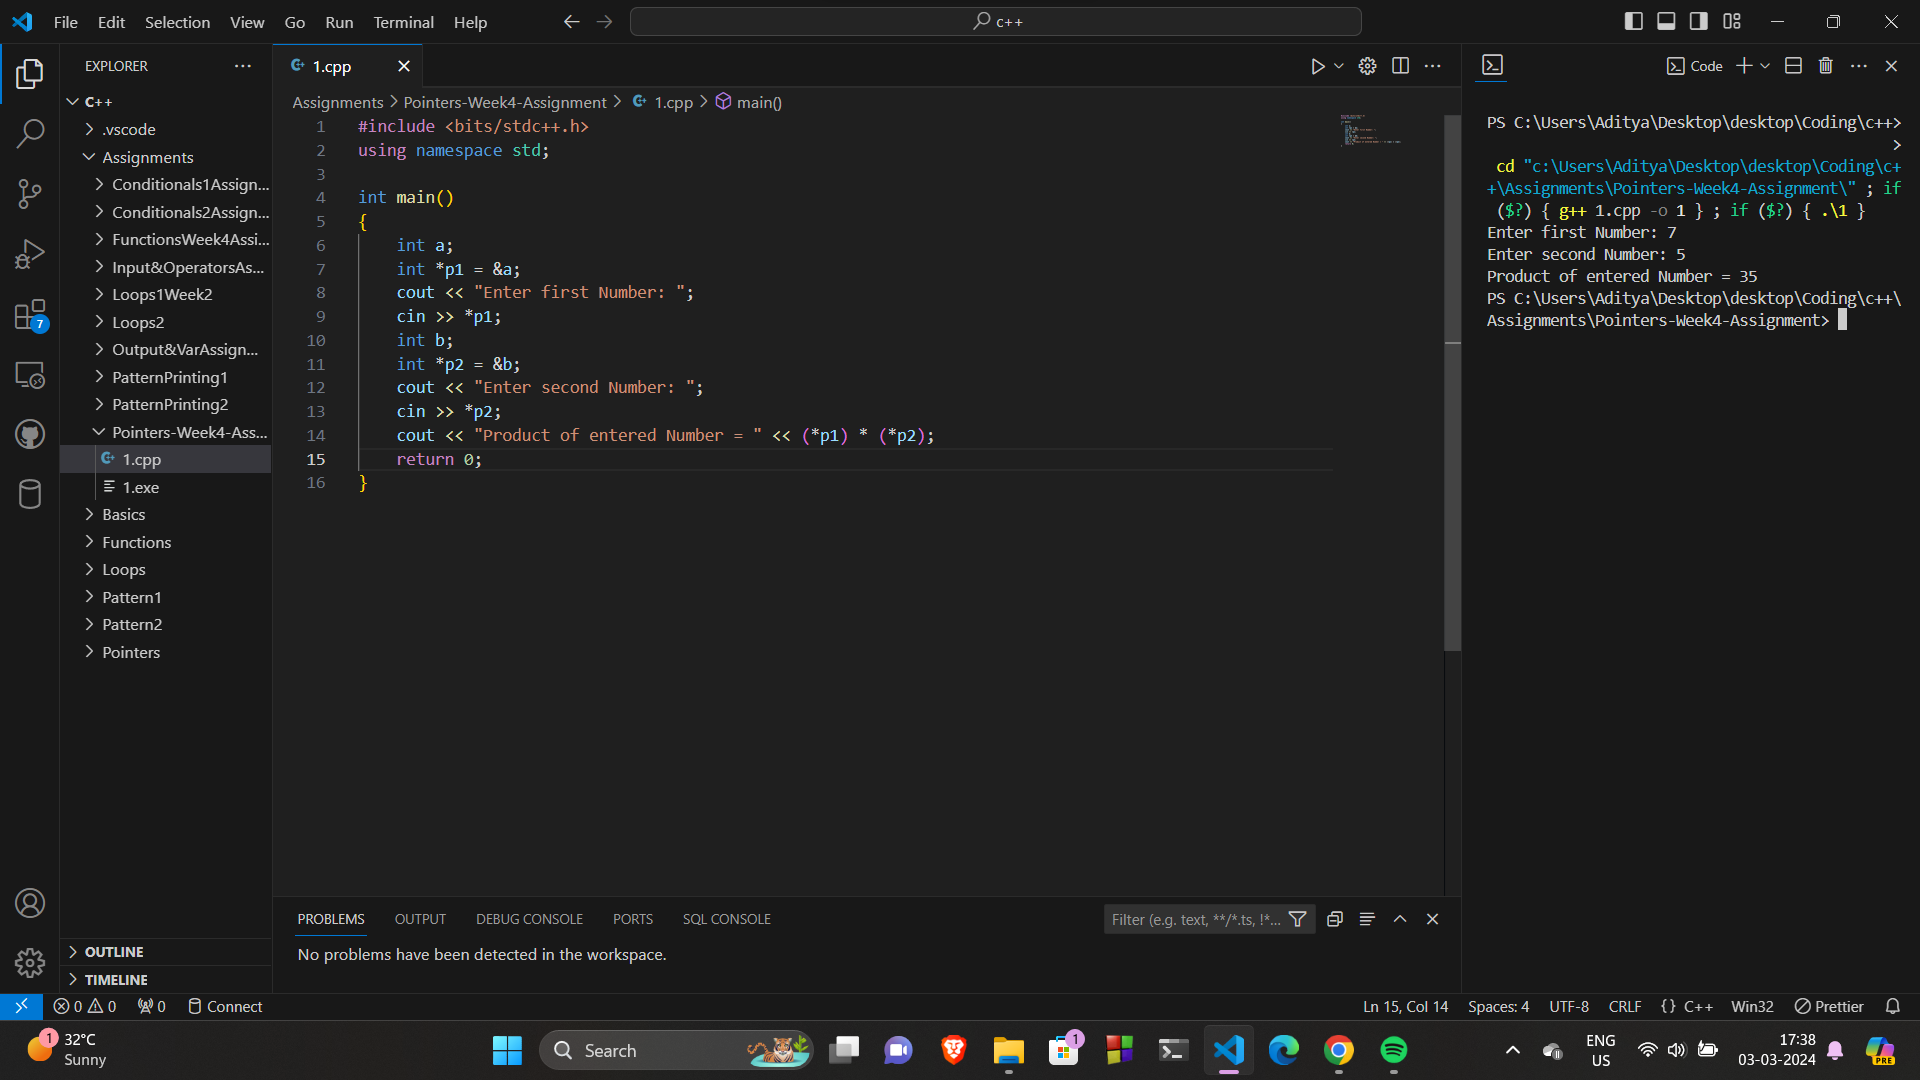 File Edit Selection View Go Run Terminal Help
c++
EXPLORER
C++
.vscode
Assignments
Conditionals1Assign...
Conditionals2Assign...
FunctionsWeek4Assi...
Input&OperatorsAs...
Loops1Week2
Loops2
Output&VarAssign...
PatternPrinting1
PatternPrinting2
Pointers-Week4-Ass...
1.cpp
1.exe
Basics
Functions
Loops
Pattern1
Pattern2
Pointers
OUTLINE
TIMELINE
7
1.cpp
Assignments > Pointers-Week4-Assignment > 1.cpp > main()
1 #include <bits/stdc++.h>
2 using namespace std;
3
4 int main()
5 {
6     int a;
7     int *p1 = &a;
8     cout << "Enter first Number: ";
9     cin >> *p1;
10     int b;
11     int *p2 = &b;
12     cout << "Enter second Number: ";
13     cin >> *p2;
14     cout << "Product of entered Number = " << (*p1) * (*p2);
15     return 0;
16 }
Code
PS C:\Users\Aditya\Desktop\desktop\Coding\c++>
>
cd "c:\Users\Aditya\Desktop\desktop\Coding\c+
+\Assignments\Pointers-Week4-Assignment\" ; if
($?) { g++ 1.cpp -o 1 } ; if ($?) { .\1 }
Enter first Number: 7
Enter second Number: 5
Product of entered Number = 35
PS C:\Users\Aditya\Desktop\desktop\Coding\c++\
Assignments\Pointers-Week4-Assignment>
PROBLEMS OUTPUT DEBUG CONSOLE PORTS SQL CONSOLE
Filter (e.g. text, **/*.ts, !*...
No problems have been detected in the workspace.
0 0 0 Connect
Ln 15, Col 14 Spaces: 4 UTF-8 CRLF {} C++ Win32 Prettier
1
32°C
Sunny
Search
1
ENG
US
17:38
03-03-2024
PRE